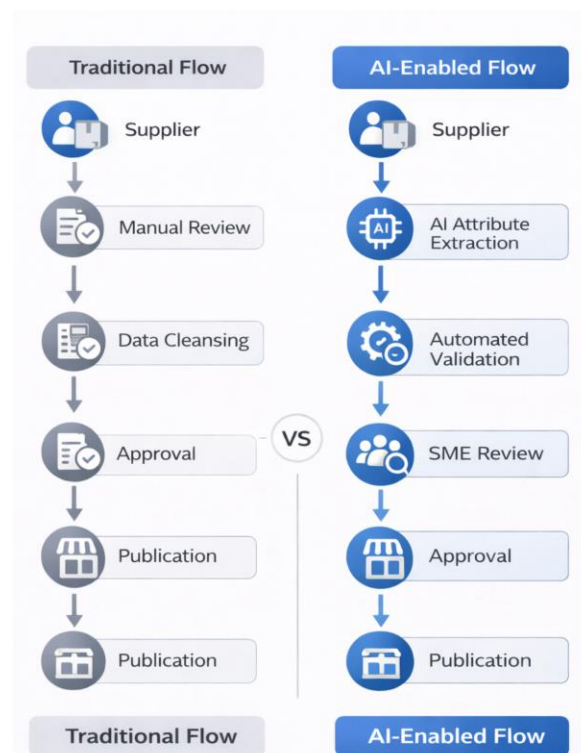 Traditional Flow
Supplier
Manual Review
Data Cleansing
Approval
Publication
Publication
Traditional Flow
VS
AI-Enabled Flow
Supplier
AI
AI Attribute
Extraction
Automated
Validation
SME Review
Approval
Publication
AI-Enabled Flow